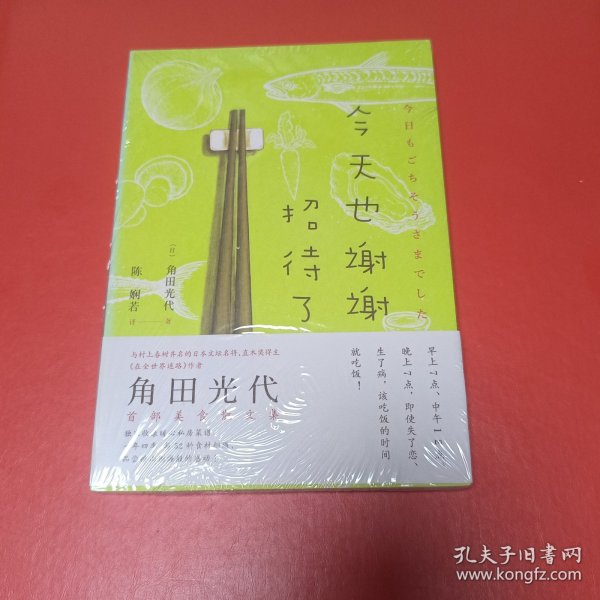 今日もごちそうさまでした
今天也谢谢
招待了
(日)角田光代 著
陈娴若 译
与村上春树齐名的日本文坛名将，直木奖得主
《在全世界迷路》作者
角田光代
首部美食散文集
早上7点、中午12点、
晚上7点，即使失了恋、
生了病，该吃饭的时间
就吃饭！
孔夫子旧书网
www.kongfz.com